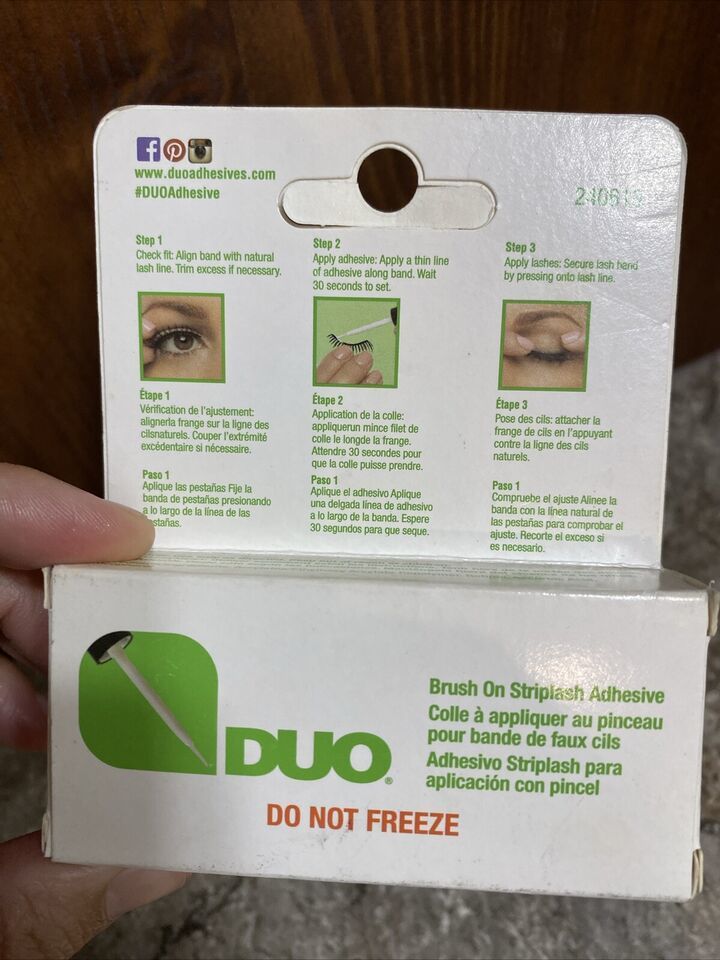 www.duoadhesives.com
#DUOAdhesive
Step 1
Check fit: Align band with natural
lash line. Trim excess if necessary.
Step 2
Apply adhesive: Apply a thin line
of adhesive along band. Wait
30 seconds to set.
Step 3
Apply lashes: Secure lash band
by pressing onto lash line.
Étape 1
Vérification de l'ajustement:
alignerla frange sur la ligne des
cilsnaturels. Couper l'extrémité
excédentaire si nécessaire.
Étape 2
Application de la colle:
appliquerun mince filet de
colle le longde la frange.
Attendre 30 secondes pour
que la colle puisse prendre.
Étape 3
Pose des cils: attacher la
frange de cils en l'appuyant
contre la ligne des cils
naturels.
Paso 1
Aplique las pestañas Fije la
banda de pestañas presionando
a lo largo de la línea de las
Paso 1
Aplique el adhesivo Aplique
una delgada línea de adhesivo
a lo largo de la banda. Espere
30 segundos para que seque.
Paso 1
Compruebe el ajuste Alinee la
banda con la línea natural de
las pestañas para comprobar el
ajuste. Recorte el exceso si
es necesario.
DUO®
Brush On Striplash Adhesive
Colle à appliquer au pinceau
pour bande de faux cils
Adhesivo Striplash para
aplicación con pincel
DO NOT FREEZE